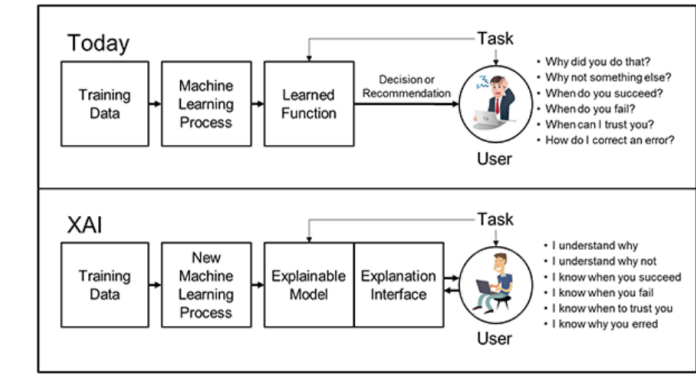 Today
Task
Training
Data
Machine
Learning
Process
Learned
Function
Decision or
Recommendation
User
• Why did you do that?
• Why not something else?
• When do you succeed?
• When do you fail?
• When can I trust you?
• How do I correct an error?
XAI
Task
Training
Data
New
Machine
Learning
Process
Explainable
Model
Explanation
Interface
User
• I understand why
• I understand why not
• I know when you succeed
• I know when you fail
• I know when to trust you
• I know why you erred